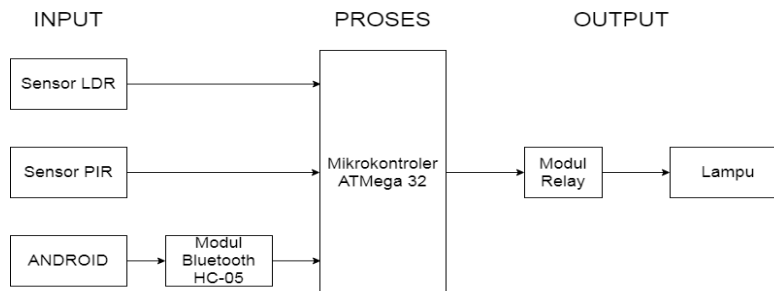 INPUT
PROSES
OUTPUT
Sensor LDR
Sensor PIR
ANDROID
Modul
Bluetooth
HC-05
Mikrokontroler
ATMega 32
Modul
Relay
Lampu